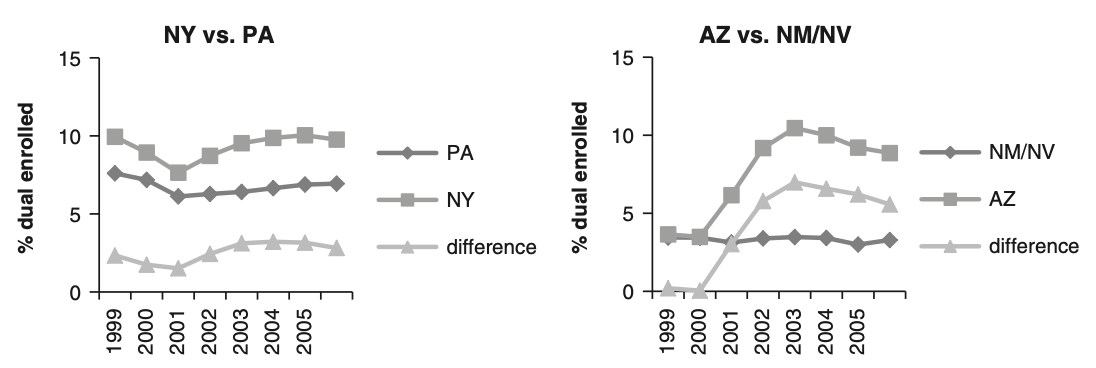 NY vs. PA
15
10
5
0
% dual enrolled
1999
2000
2001
2002
2003
2004
2005
PA
NY
difference
AZ vs. NM/NV
15
10
5
0
% dual enrolled
1999
2000
2001
2002
2003
2004
2005
NM/NV
AZ
difference